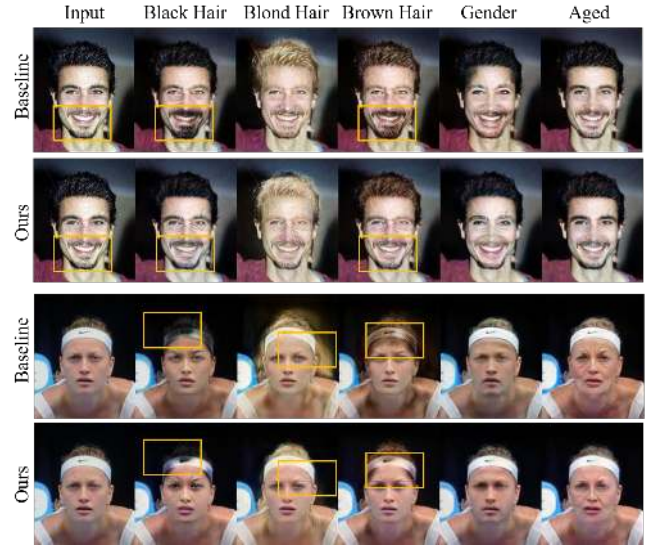 Input Black Hair Blond Hair Brown Hair Gender Aged
Baseline
Ours
Baseline
Ours